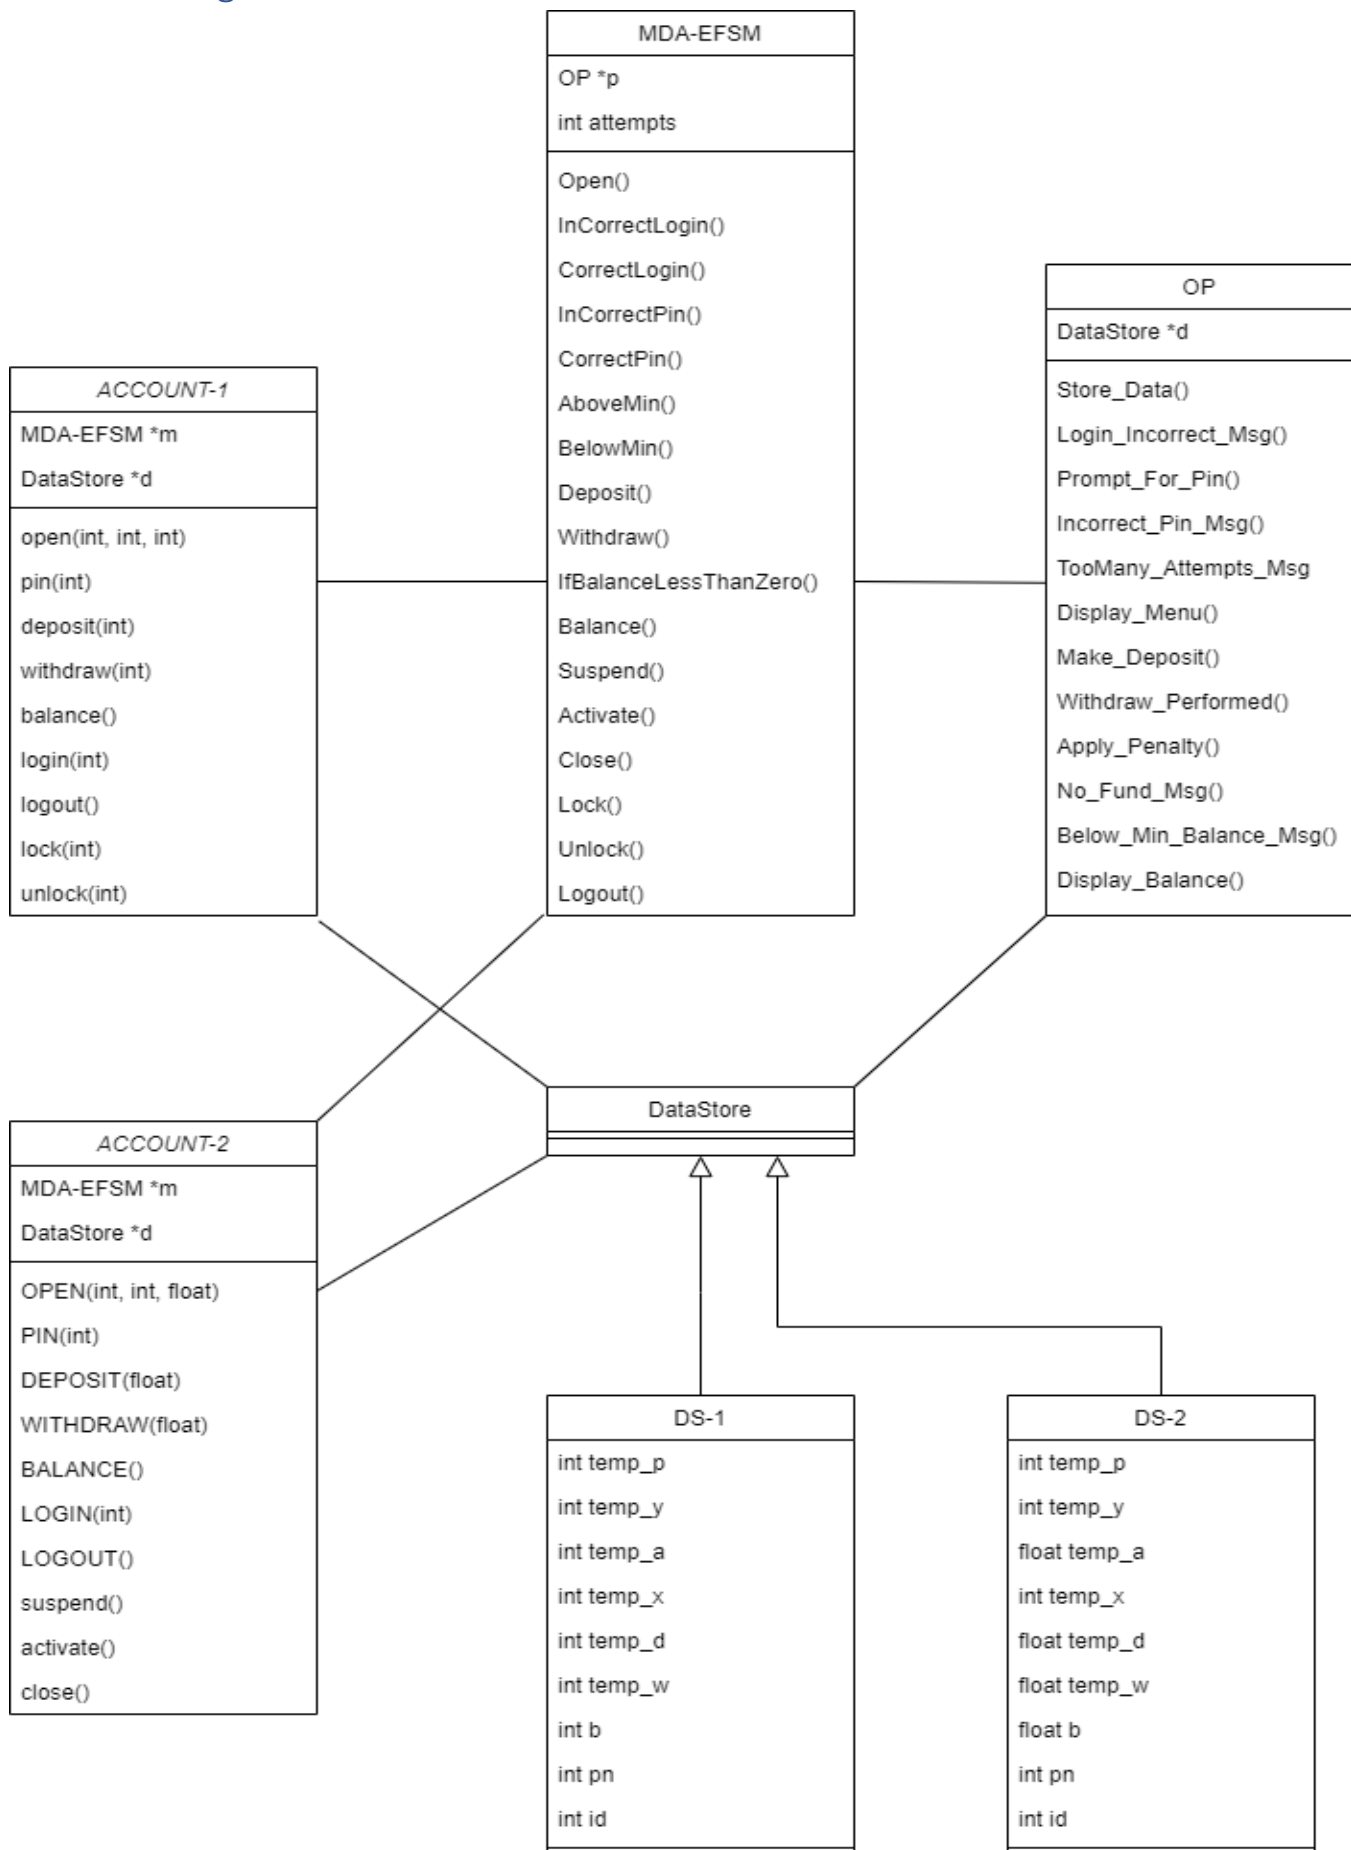 MDA-EFSM
OP *p
int attempts
Open()
InCorrectLogin()
CorrectLogin()
InCorrectPin()
CorrectPin()
AboveMin()
BelowMin()
Deposit()
Withdraw()
IfBalanceLessThanZero()
Balance()
Suspend()
Activate()
Close()
Lock()
Unlock()
Logout()
OP
DataStore *d
Store_Data()
Login_Incorrect_Msg()
Prompt_For_Pin()
Incorrect_Pin_Msg()
TooMany_Attempts_Msg
Display_Menu()
Make_Deposit()
Withdraw_Performed()
Apply_Penalty()
No_Fund_Msg()
Below_Min_Balance_Msg()
Display_Balance()
ACCOUNT-1
MDA-EFSM *m
DataStore *d
open(int, int, int)
pin(int)
deposit(int)
withdraw(int)
balance()
login(int)
logout()
lock(int)
unlock(int)
DataStore
ACCOUNT-2
MDA-EFSM *m
DataStore *d
OPEN(int, int, float)
PIN(int)
DEPOSIT(float)
WITHDRAW(float)
BALANCE()
LOGIN(int)
LOGOUT()
suspend()
activate()
close()
DS-1
int temp_p
int temp_y
int temp_a
int temp_x
int temp_d
int temp_w
int b
int pn
int id
DS-2
int temp_p
int temp_y
float temp_a
int temp_x
float temp_d
float temp_w
float b
int pn
int id